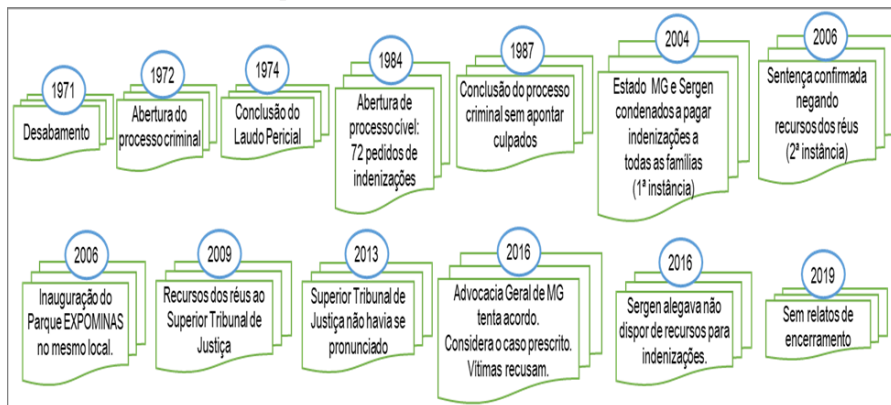 1971
Desabamento
1972
Abertura do
processo criminal
1974
Conclusão do
Laudo Pericial
1984
Abertura de
processo cível:
72 pedidos de
indenizações
1987
Conclusão do processo
criminal sem apontar
culpados
2004
Estado MG e Sergen
condenados a pagar
indenizações a
todas as famílias
(1ª instância)
2006
Sentença confirmada
negando
recursos dos réus
(2ª instância)
2006
Inauguração do
Parque EXPOMINAS
no mesmo local.
2009
Recursos dos réus ao
Superior Tribunal de
Justiça
2013
Superior Tribunal de
Justiça não havia se
pronunciado
2016
Advocacia Geral de MG
tenta acordo.
Considera o caso prescrito.
Vítimas recusam.
2016
Sergen alegava não
dispor de recursos para
indenizações.
2019
Sem relatos de
encerramento